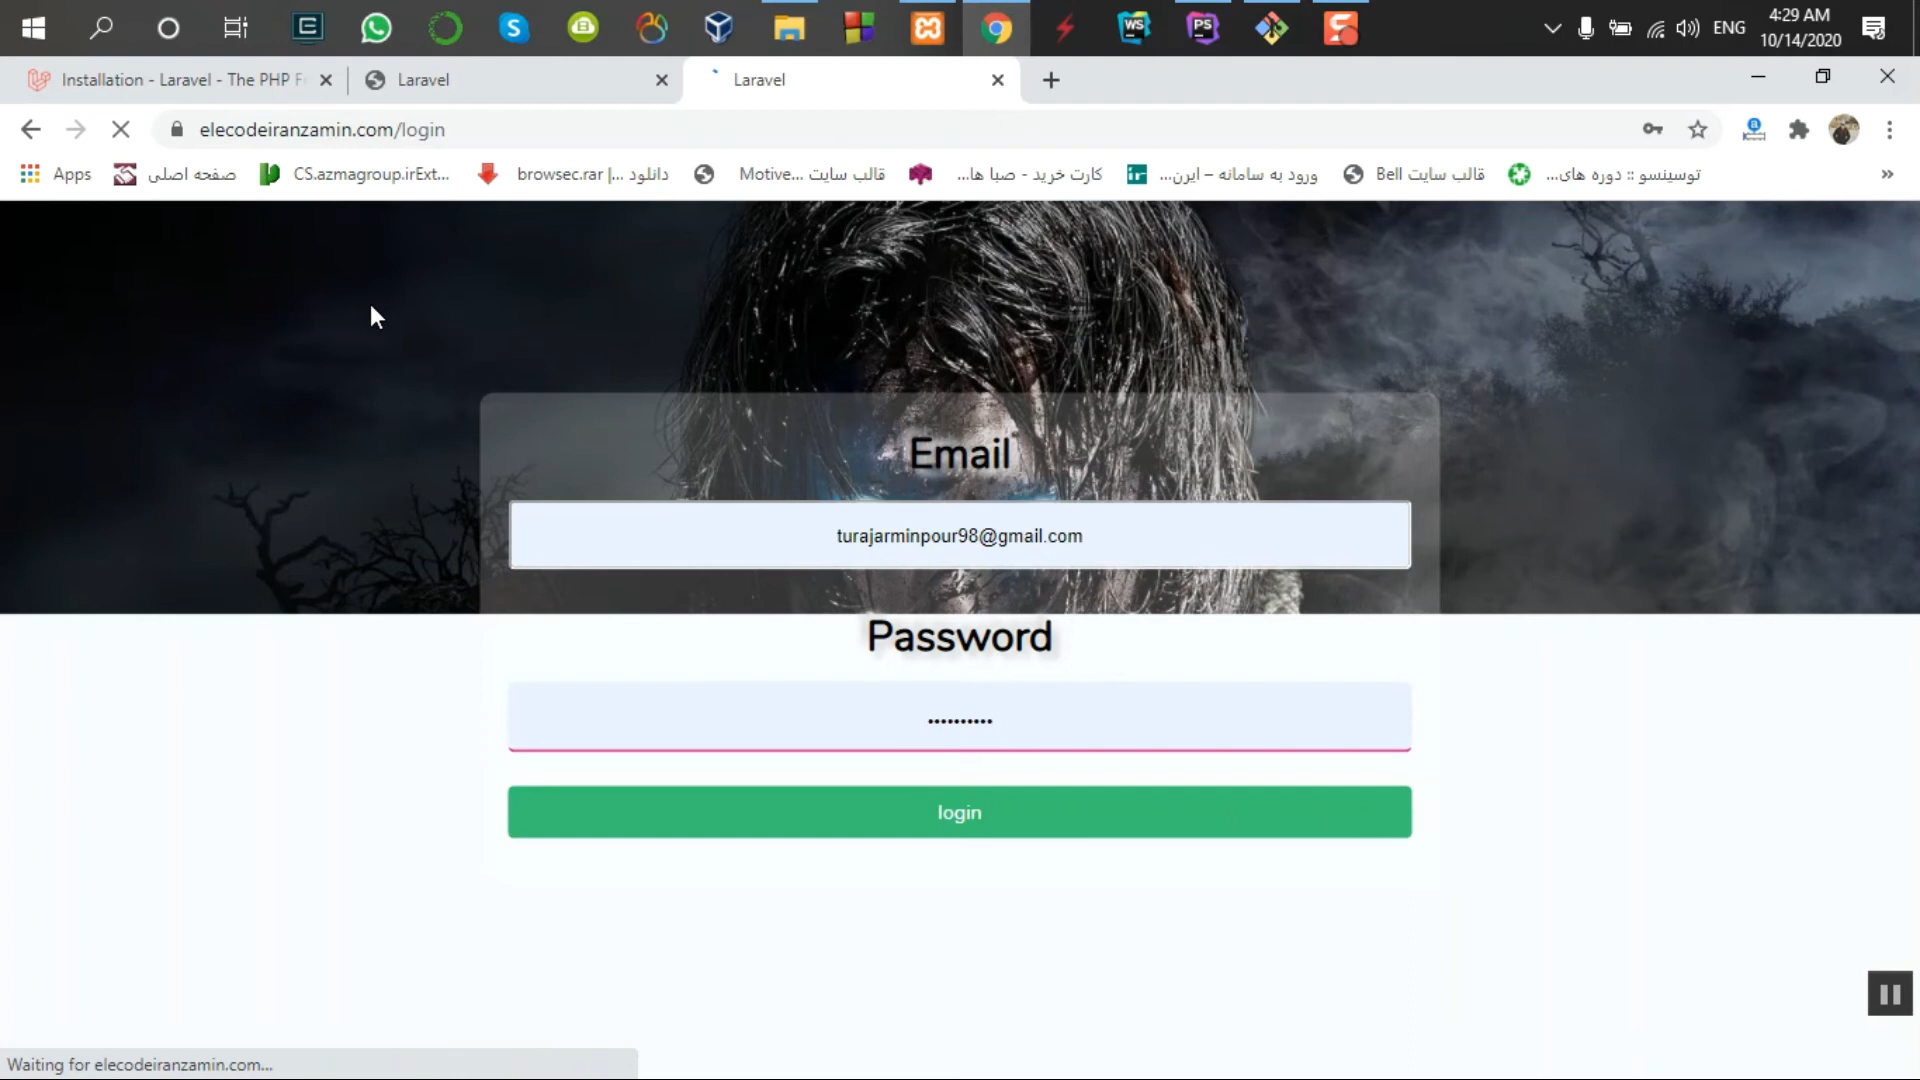 ENG
4:29 AM
10/14/2020
Installation - Laravel - The PHP Fr
Laravel
Laravel
elecodeiranzamin.com/login
Apps
صفحه اصلی
CS.azmagroup.irExt...
دانلود ...| browsec.rar
قالب سایت ...Motive
کارت خرید - صبا ها...
ورود به سامانه – ایرن...
قالب سایت Bell
توسینسو :: دوره های...
»
Email
turajarminpour98@gmail.com
Password
••••••••••
login
Waiting for elecodeiranzamin.com...